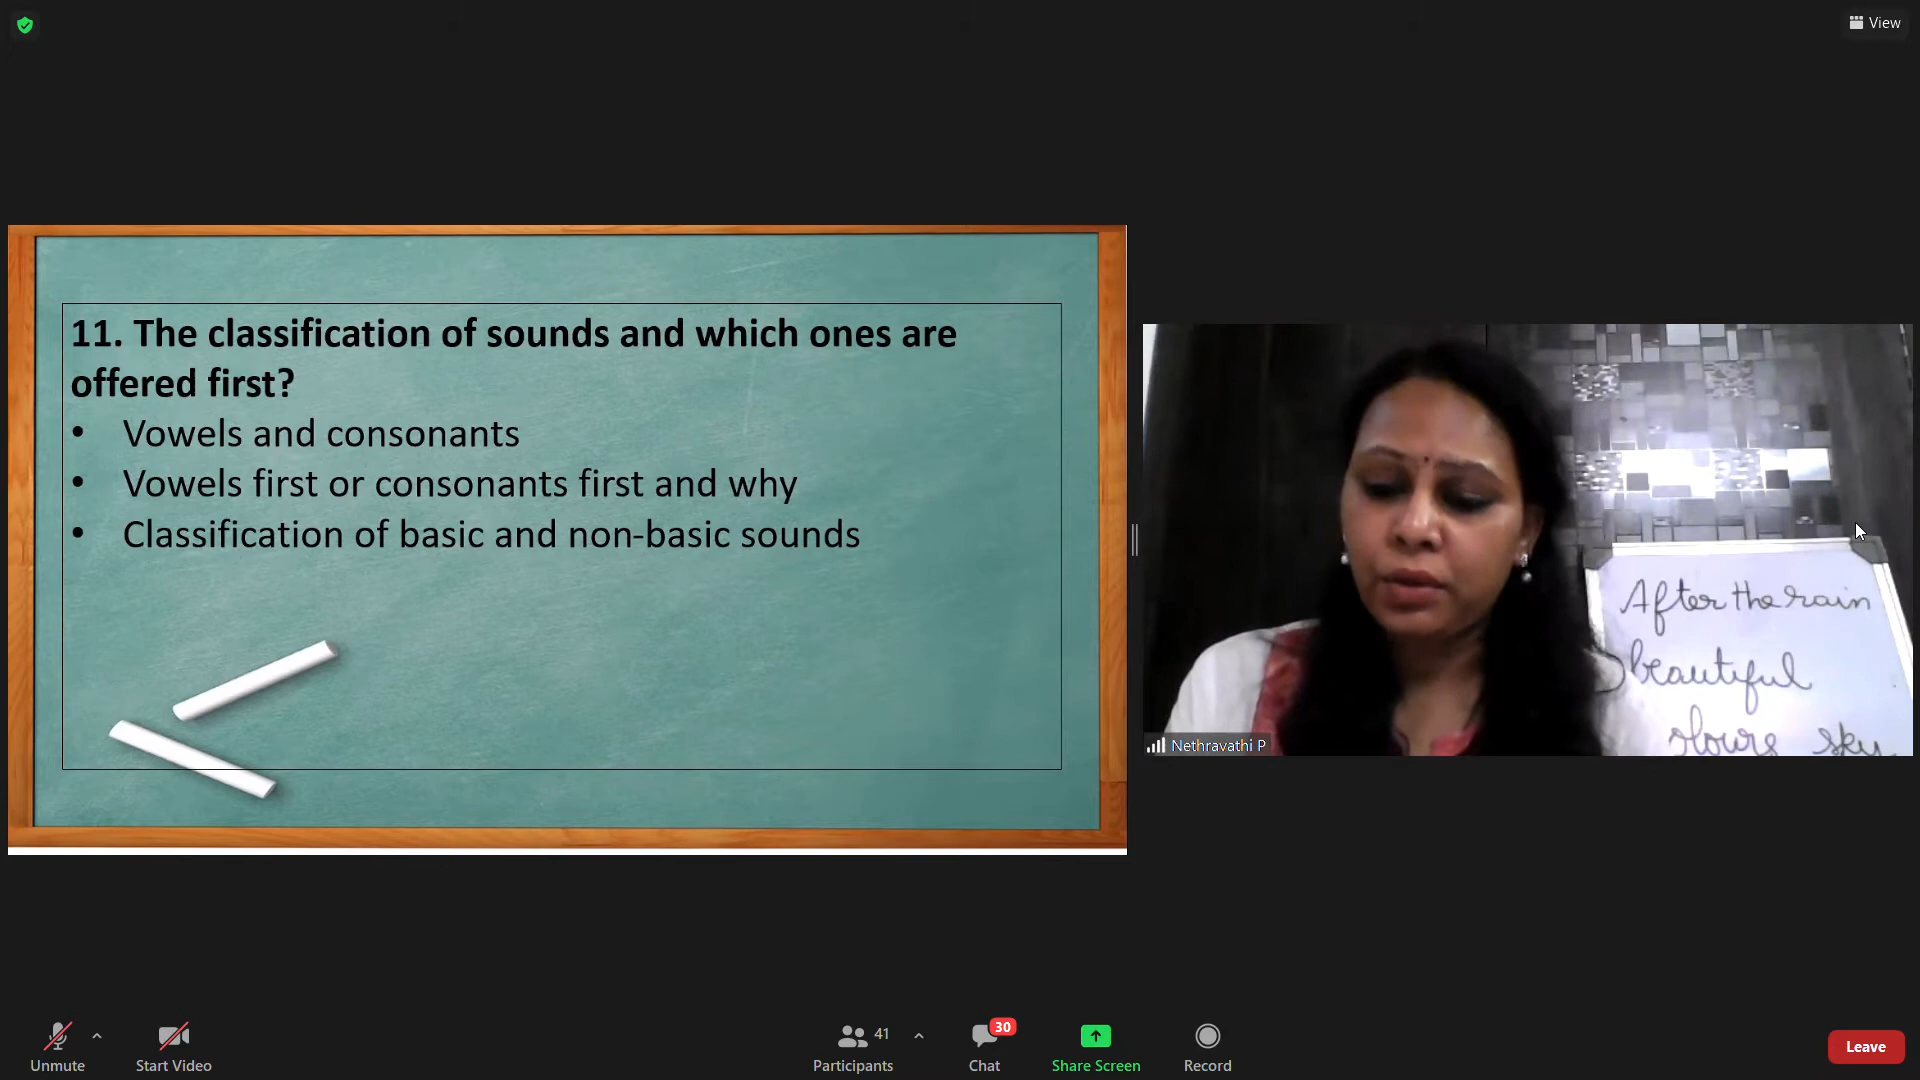 View
11. The classification of sounds and which ones are
offered first?
• Vowels and consonants
• Vowels first or consonants first and why
• Classification of basic and non-basic sounds
After the rain
beautiful
sky
Nethravathi P
Unmute
Start Video
Participants
41
Chat
30
Share Screen
Record
Leave